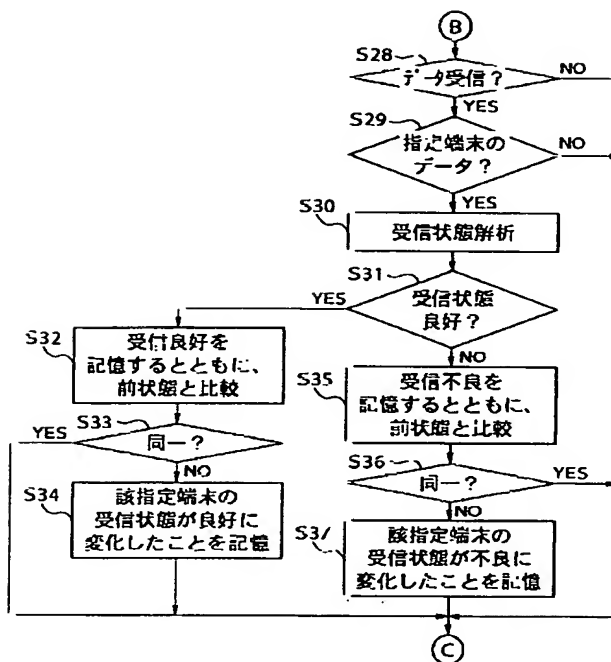 B
S28
データ受信?
NO
YES
S29
指定端末の
データ?
NO
YES
S30
受信状態解析
S31
受信状態
良好?
YES
NO
S32
受付良好を
記憶するとともに、
前状態と比較
S33
同一?
YES
NO
S34
該指定端末の
受信状態が良好に
変化したことを記憶
S35
受信不良を
記憶するとともに、
前状態と比較
S36
同一?
YES
NO
S37
該指定端末の
受信状態が不良に
変化したことを記憶
C